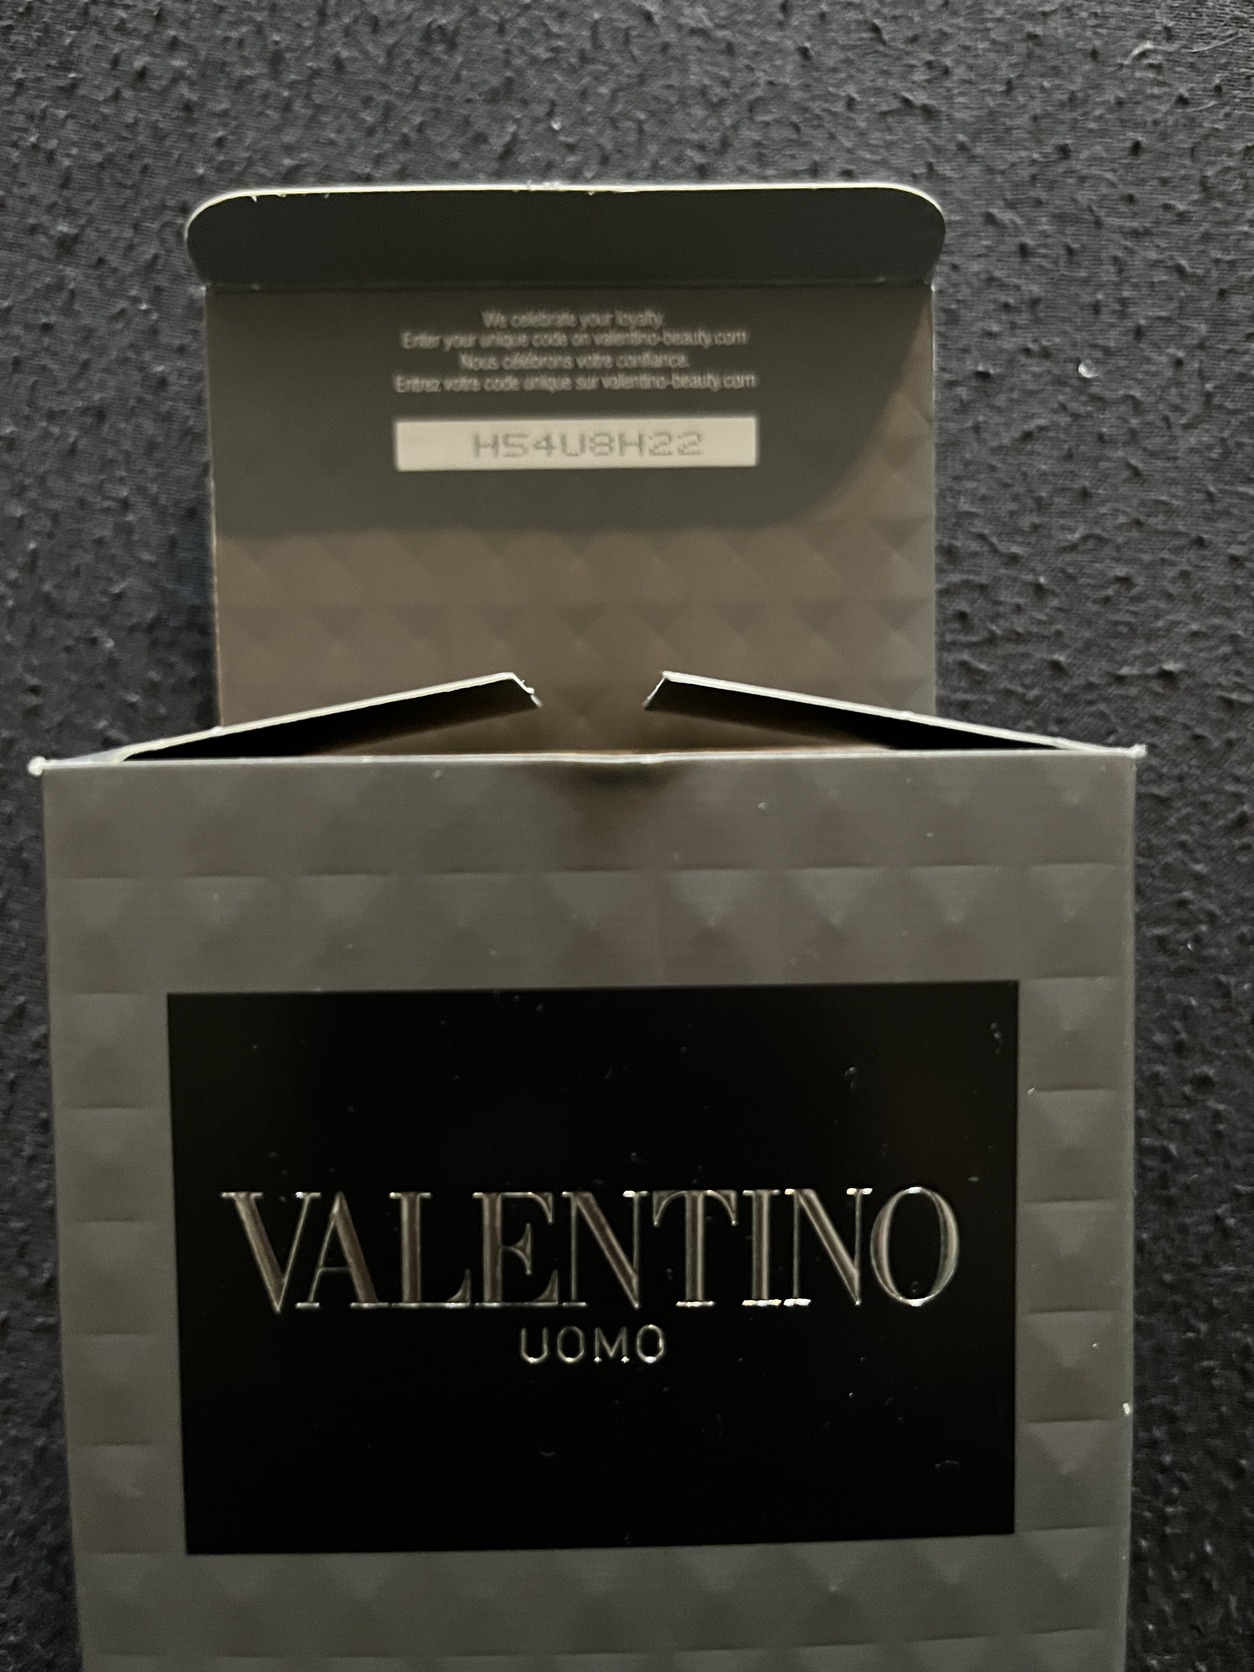 We celebrate your loyalty
Enter your unique code on valentino-beauty.com
Nous célébrons votre confiance.
Entrez votre code unique sur valentino-beauty.com
H54U8H22
VALENTINO
UOMO